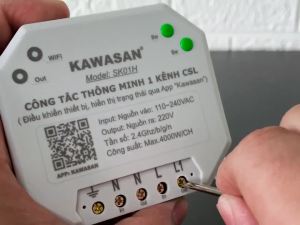 WiFi
Out
KAWASAN®
Model: SK01H
CÔNG TẮC THÔNG MINH 1 KÊNH CSL
( Điều khiển thiết bị, hiển thị trạng thái qua App "Kawasan")
Input: Nguồn vào: 110~240VAC
Output: Nguồn ra: 220V
Tần số: 2.4Ghz/b/g/n
Công suất: Max.4000W/CH
APP: KAWASAN
N N L L1